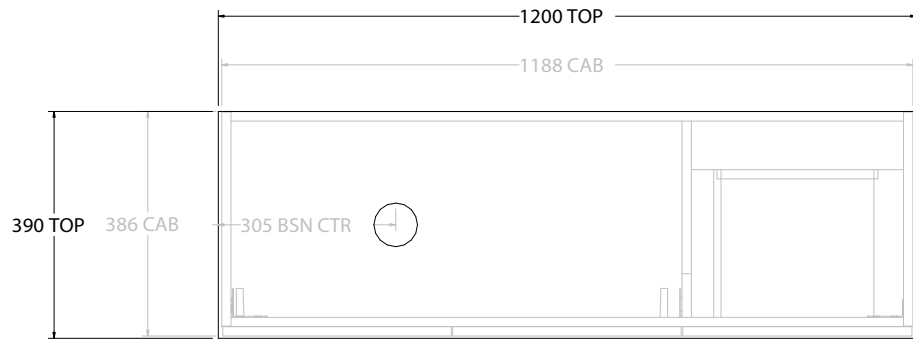 1200 TOP
1188 CAB
390 TOP
386 CAB
305 BSN CTR